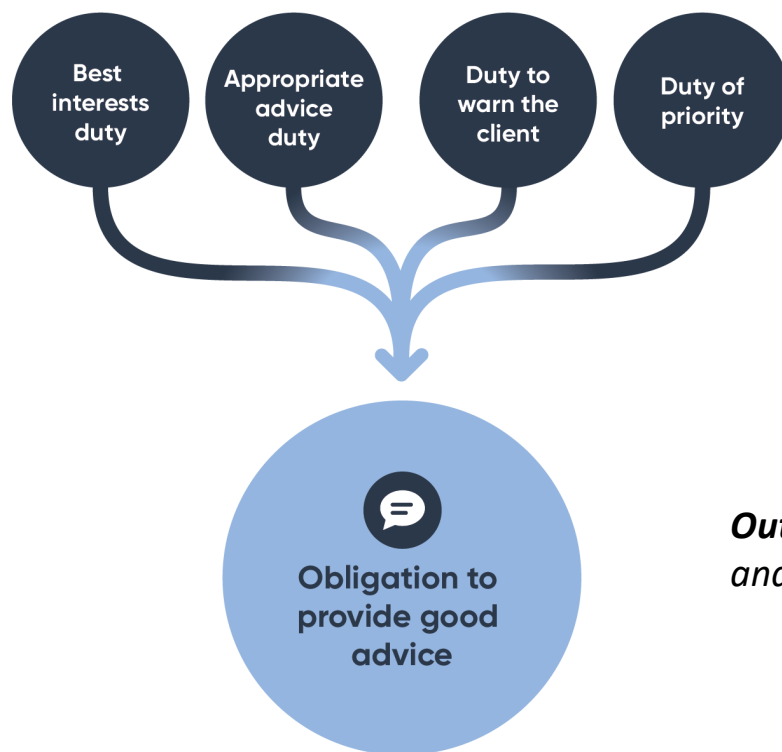 Best
interests
duty
Appropriate
advice
duty
Duty to
warn the
client
Duty of
priority
Obligation to
provide good
advice